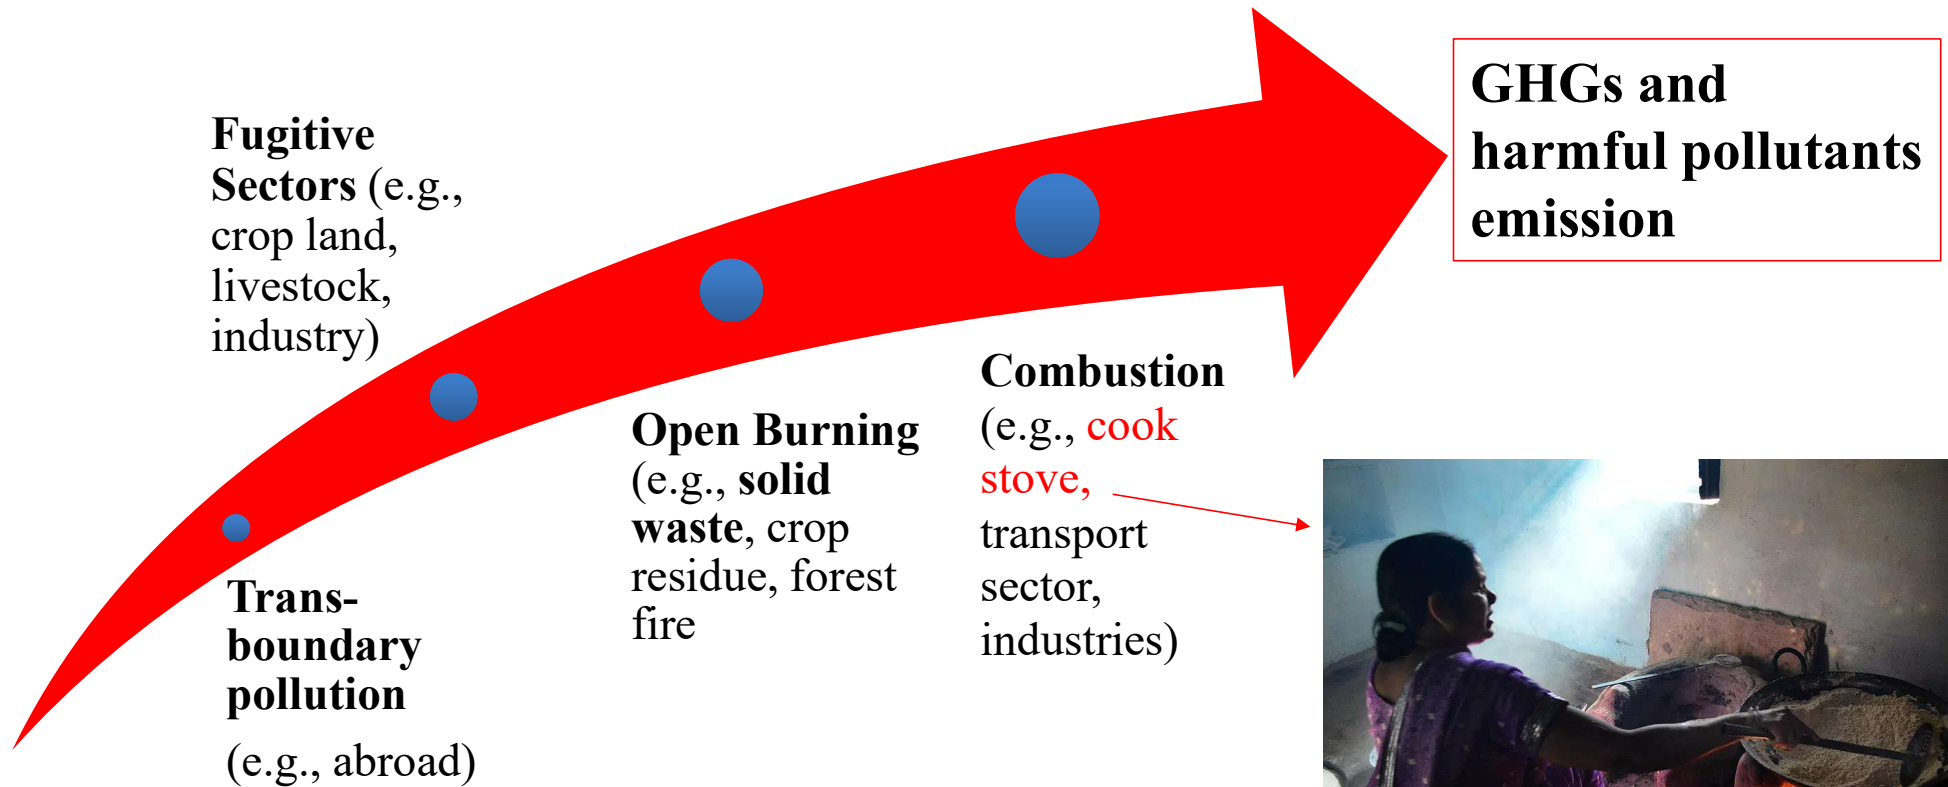 Fugitive
Sectors (e.g.,
crop land,
livestock,
industry)
Trans-
boundary
pollution
(e.g., abroad)
Open Burning
(e.g., solid
waste, crop
residue, forest
fire
Combustion
(e.g., cook
stove,
transport
sector,
industries)
GHGs and
harmful pollutants
emission